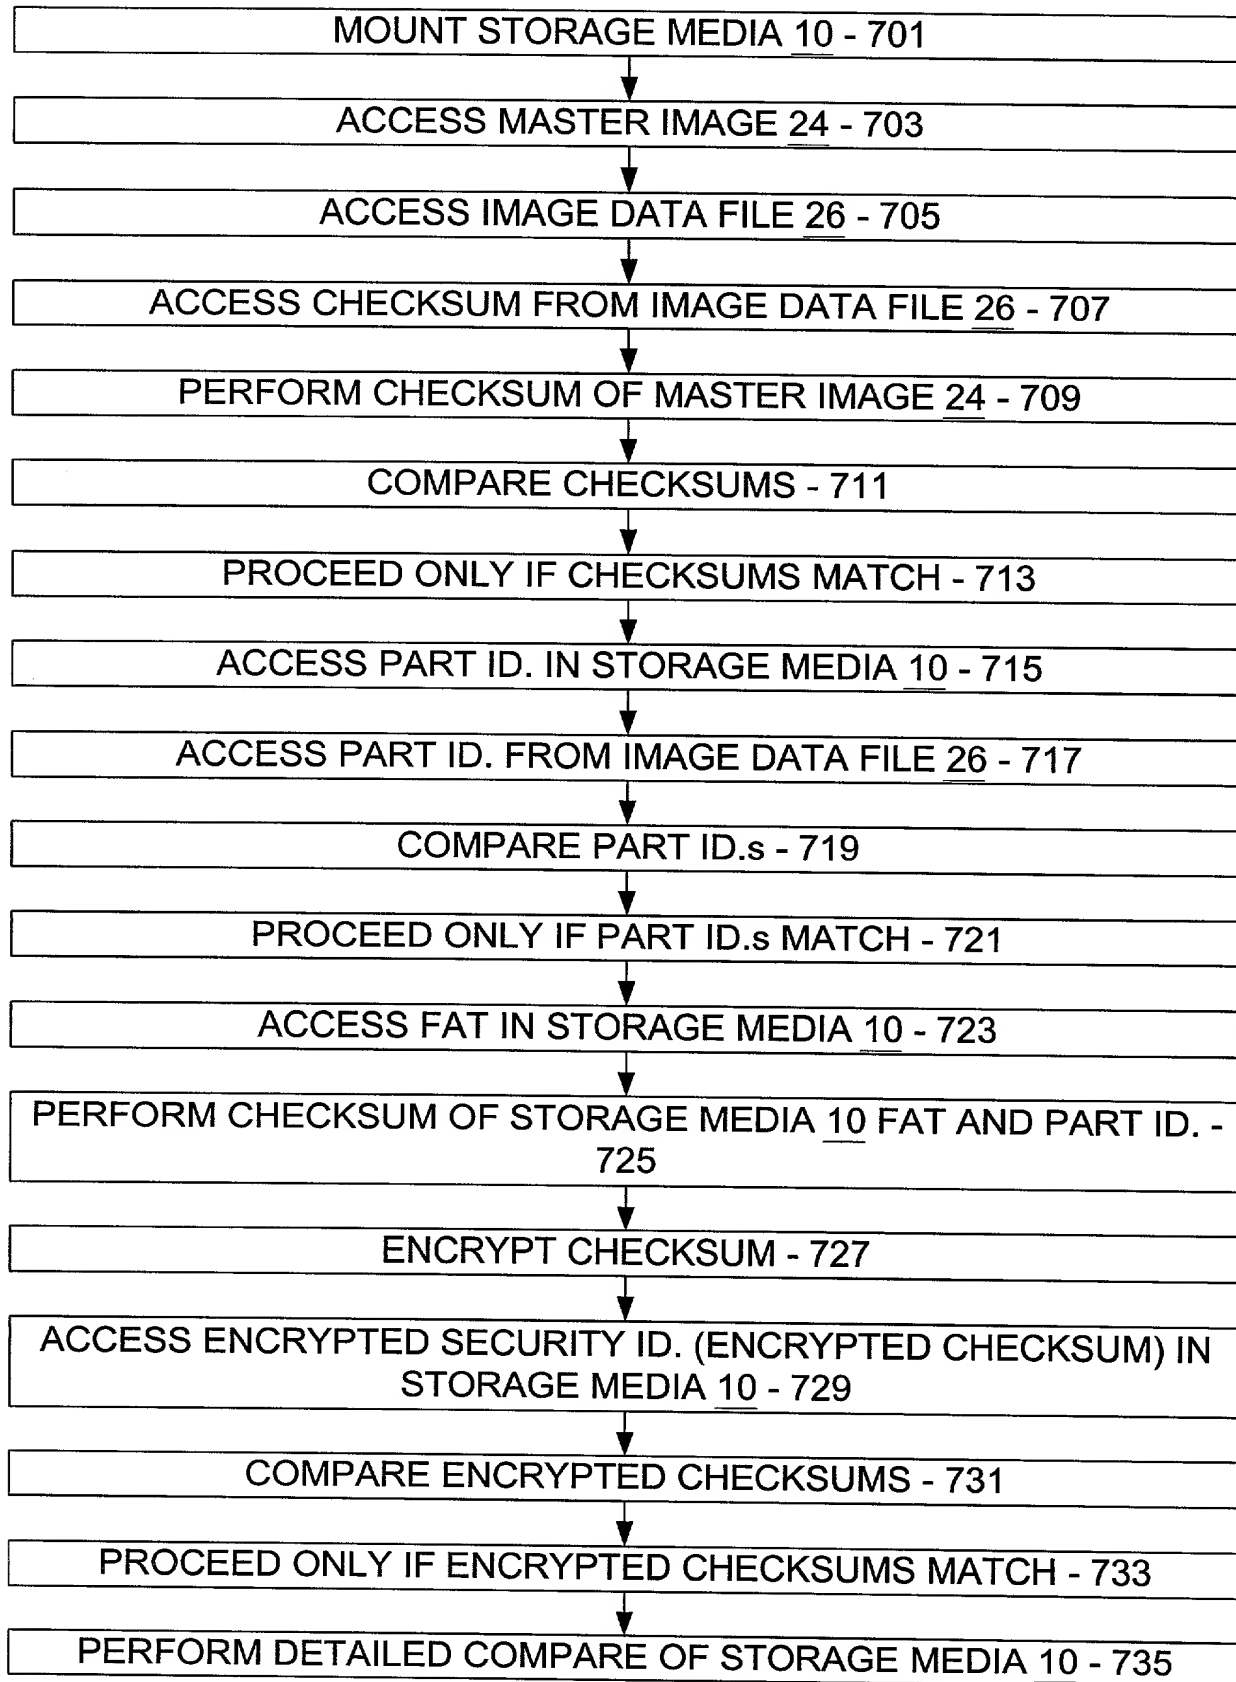 MOUNT STORAGE MEDIA 10 - 701
ACCESS MASTER IMAGE 24 - 703
ACCESS IMAGE DATA FILE 26 - 705
ACCESS CHECKSUM FROM IMAGE DATA FILE 26 - 707
PERFORM CHECKSUM OF MASTER IMAGE 24 - 709
COMPARE CHECKSUMS - 711
PROCEED ONLY IF CHECKSUMS MATCH - 713
ACCESS PART ID. IN STORAGE MEDIA 10 - 715
ACCESS PART ID. FROM IMAGE DATA FILE 26 - 717
COMPARE PART ID.s - 719
PROCEED ONLY IF PART ID.s MATCH - 721
ACCESS FAT IN STORAGE MEDIA 10 - 723
PERFORM CHECKSUM OF STORAGE MEDIA 10 FAT AND PART ID. -
725
ENCRYPT CHECKSUM - 727
ACCESS ENCRYPTED SECURITY ID. (ENCRYPTED CHECKSUM) IN
STORAGE MEDIA 10 - 729
COMPARE ENCRYPTED CHECKSUMS - 731
PROCEED ONLY IF ENCRYPTED CHECKSUMS MATCH - 733
PERFORM DETAILED COMPARE OF STORAGE MEDIA 10 - 735